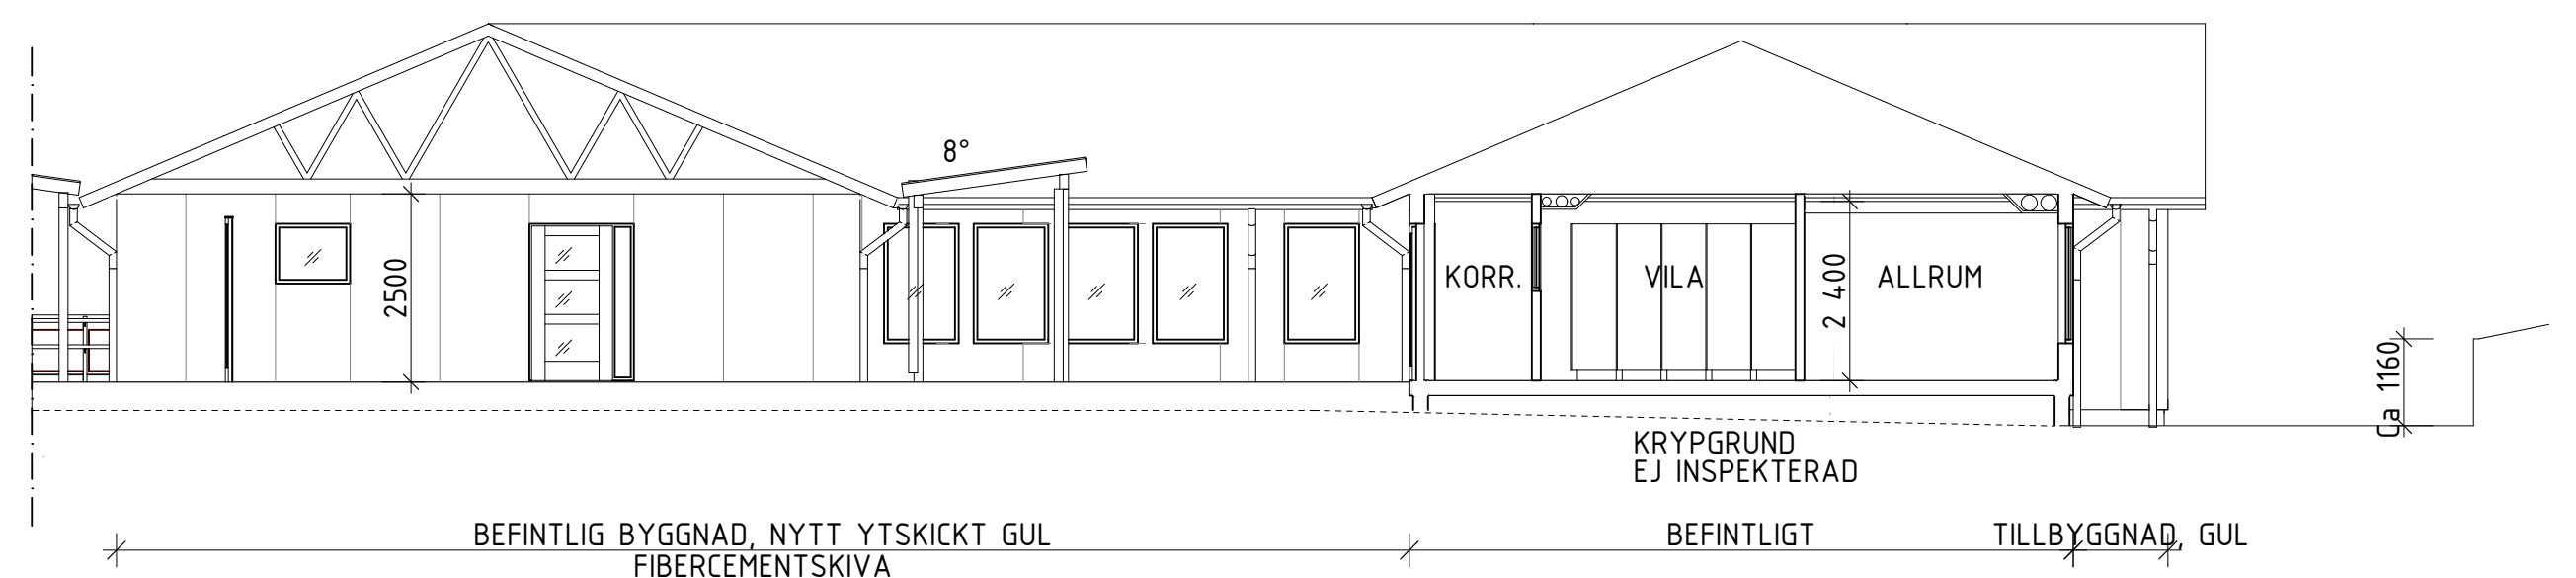 8°
2500
KORR.
VILA
2 400
ALLRUM
Ca 1160
KRYPGRUND
EJ INSPEKTERAD
BEFINTLIG BYGGNAD, NYTT YTSKICKT GUL
FIBERCEMENTSKIVA
BEFINTLIGT
TILLBYGGNAD, GUL